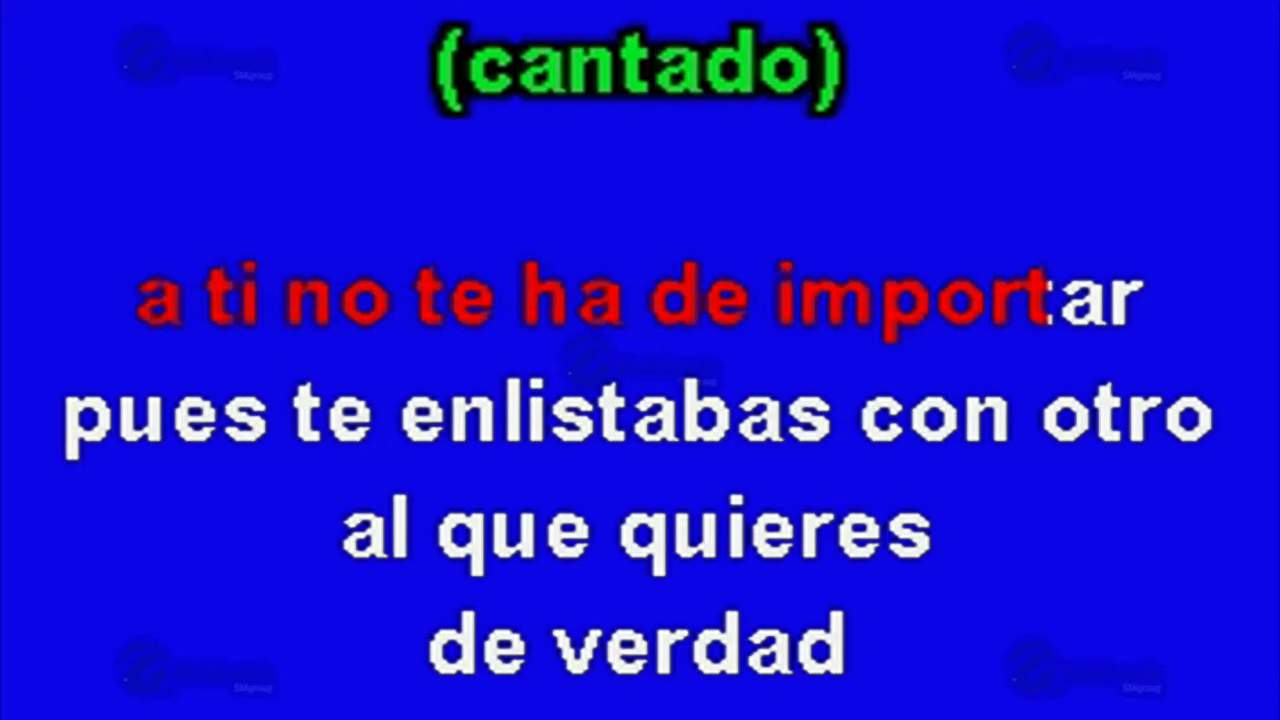 (cantado)
a ti no te ha de importar
pues te enlistabas con otro
al que quieres
de verdad